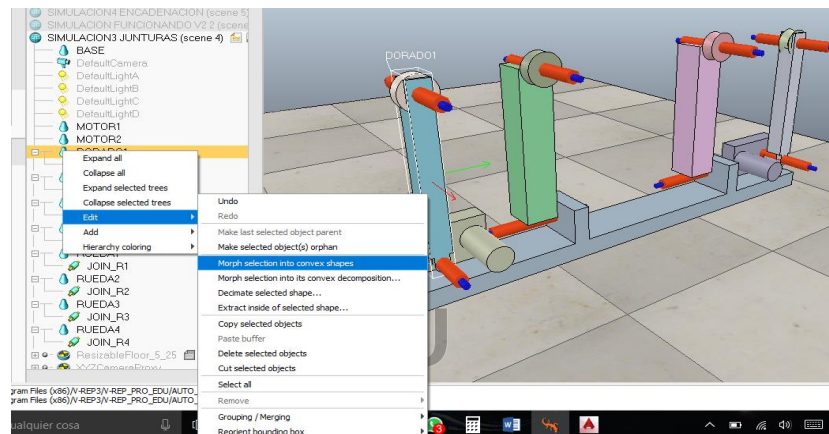 SIMULACION4 ENCADENACION (scene 5)
SIMULACION FUNCIONANDO V2 2 (scene
SIMULACION3 JUNTURAS (scene 4)
BASE
DefaultCamera
DefaultLightA
DefaultLightB
DefaultLightC
DefaultLightD
MOTOR1
MOTOR2
DORADO1
Expand all
Collapse all
Expand selected trees
Collapse selected trees
Edit
Add
Hierarchy coloring
Undo
Redo
Make last selected object parent
Make selected object(s) orphan
Morph selection into convex shapes
Morph selection into its convex decomposition...
Decimate selected shape...
Extract inside of selected shape...
Copy selected objects
Paste buffer
Delete selected objects
Cut selected objects
Select all
Remove
Grouping / Merging
Reorient bounding box
JOIN_R1
RUEDA2
JOIN_R2
RUEDA3
JOIN_R3
RUEDA4
JOIN_R4
ResizableFloor_5_25
XYZCameraProxy
gram Files (x86)/V-REP3/V-REP_PRO_EDU/AUTO_
gram Files (x86)/V-REP3/V-REP_PRO_EDU/AUTO_
ualquier cosa
3
DORADO1